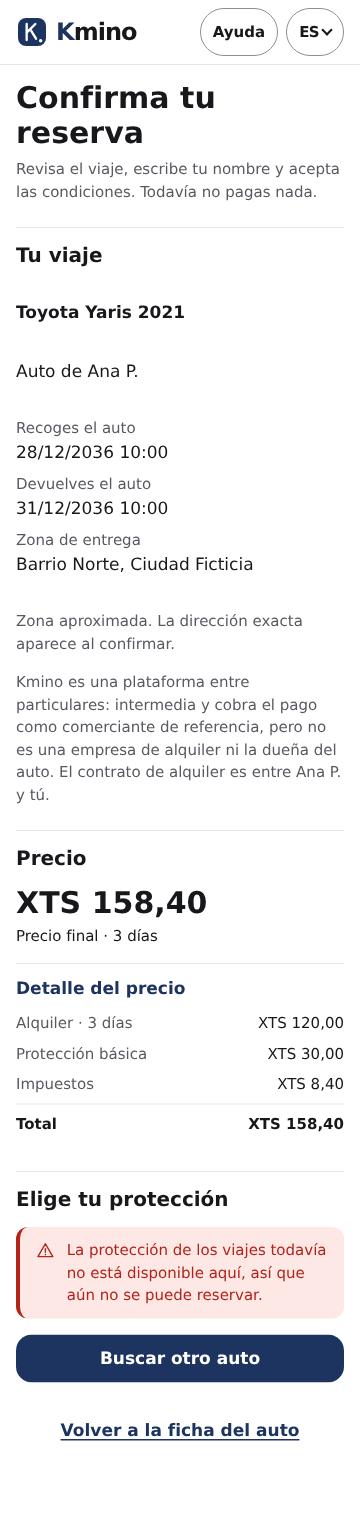 K. Kmino
Ayuda
ES
Confirma tu
reserva
Revisa el viaje, escribe tu nombre y acepta
las condiciones. Todavía no pagas nada.
Tu viaje
Toyota Yaris 2021
Auto de Ana P.
Recoges el auto
28/12/2036 10:00
Devuelves el auto
31/12/2036 10:00
Zona de entrega
Barrio Norte, Ciudad Ficticia
Zona aproximada. La dirección exacta
aparece al confirmar.
Kmino es una plataforma entre
particulares: intermedia y cobra el pago
como comerciante de referencia, pero no
es una empresa de alquiler ni la dueña del
auto. El contrato de alquiler es entre Ana P.
y tú.
Precio
XTS 158,40
Precio final · 3 días
Detalle del precio
Alquiler · 3 días XTS 120,00
Protección básica XTS 30,00
Impuestos XTS 8,40
Total XTS 158,40
Elige tu protección
La protección de los viajes todavía
no está disponible aquí, así que
aún no se puede reservar.
Buscar otro auto
Volver a la ficha del auto